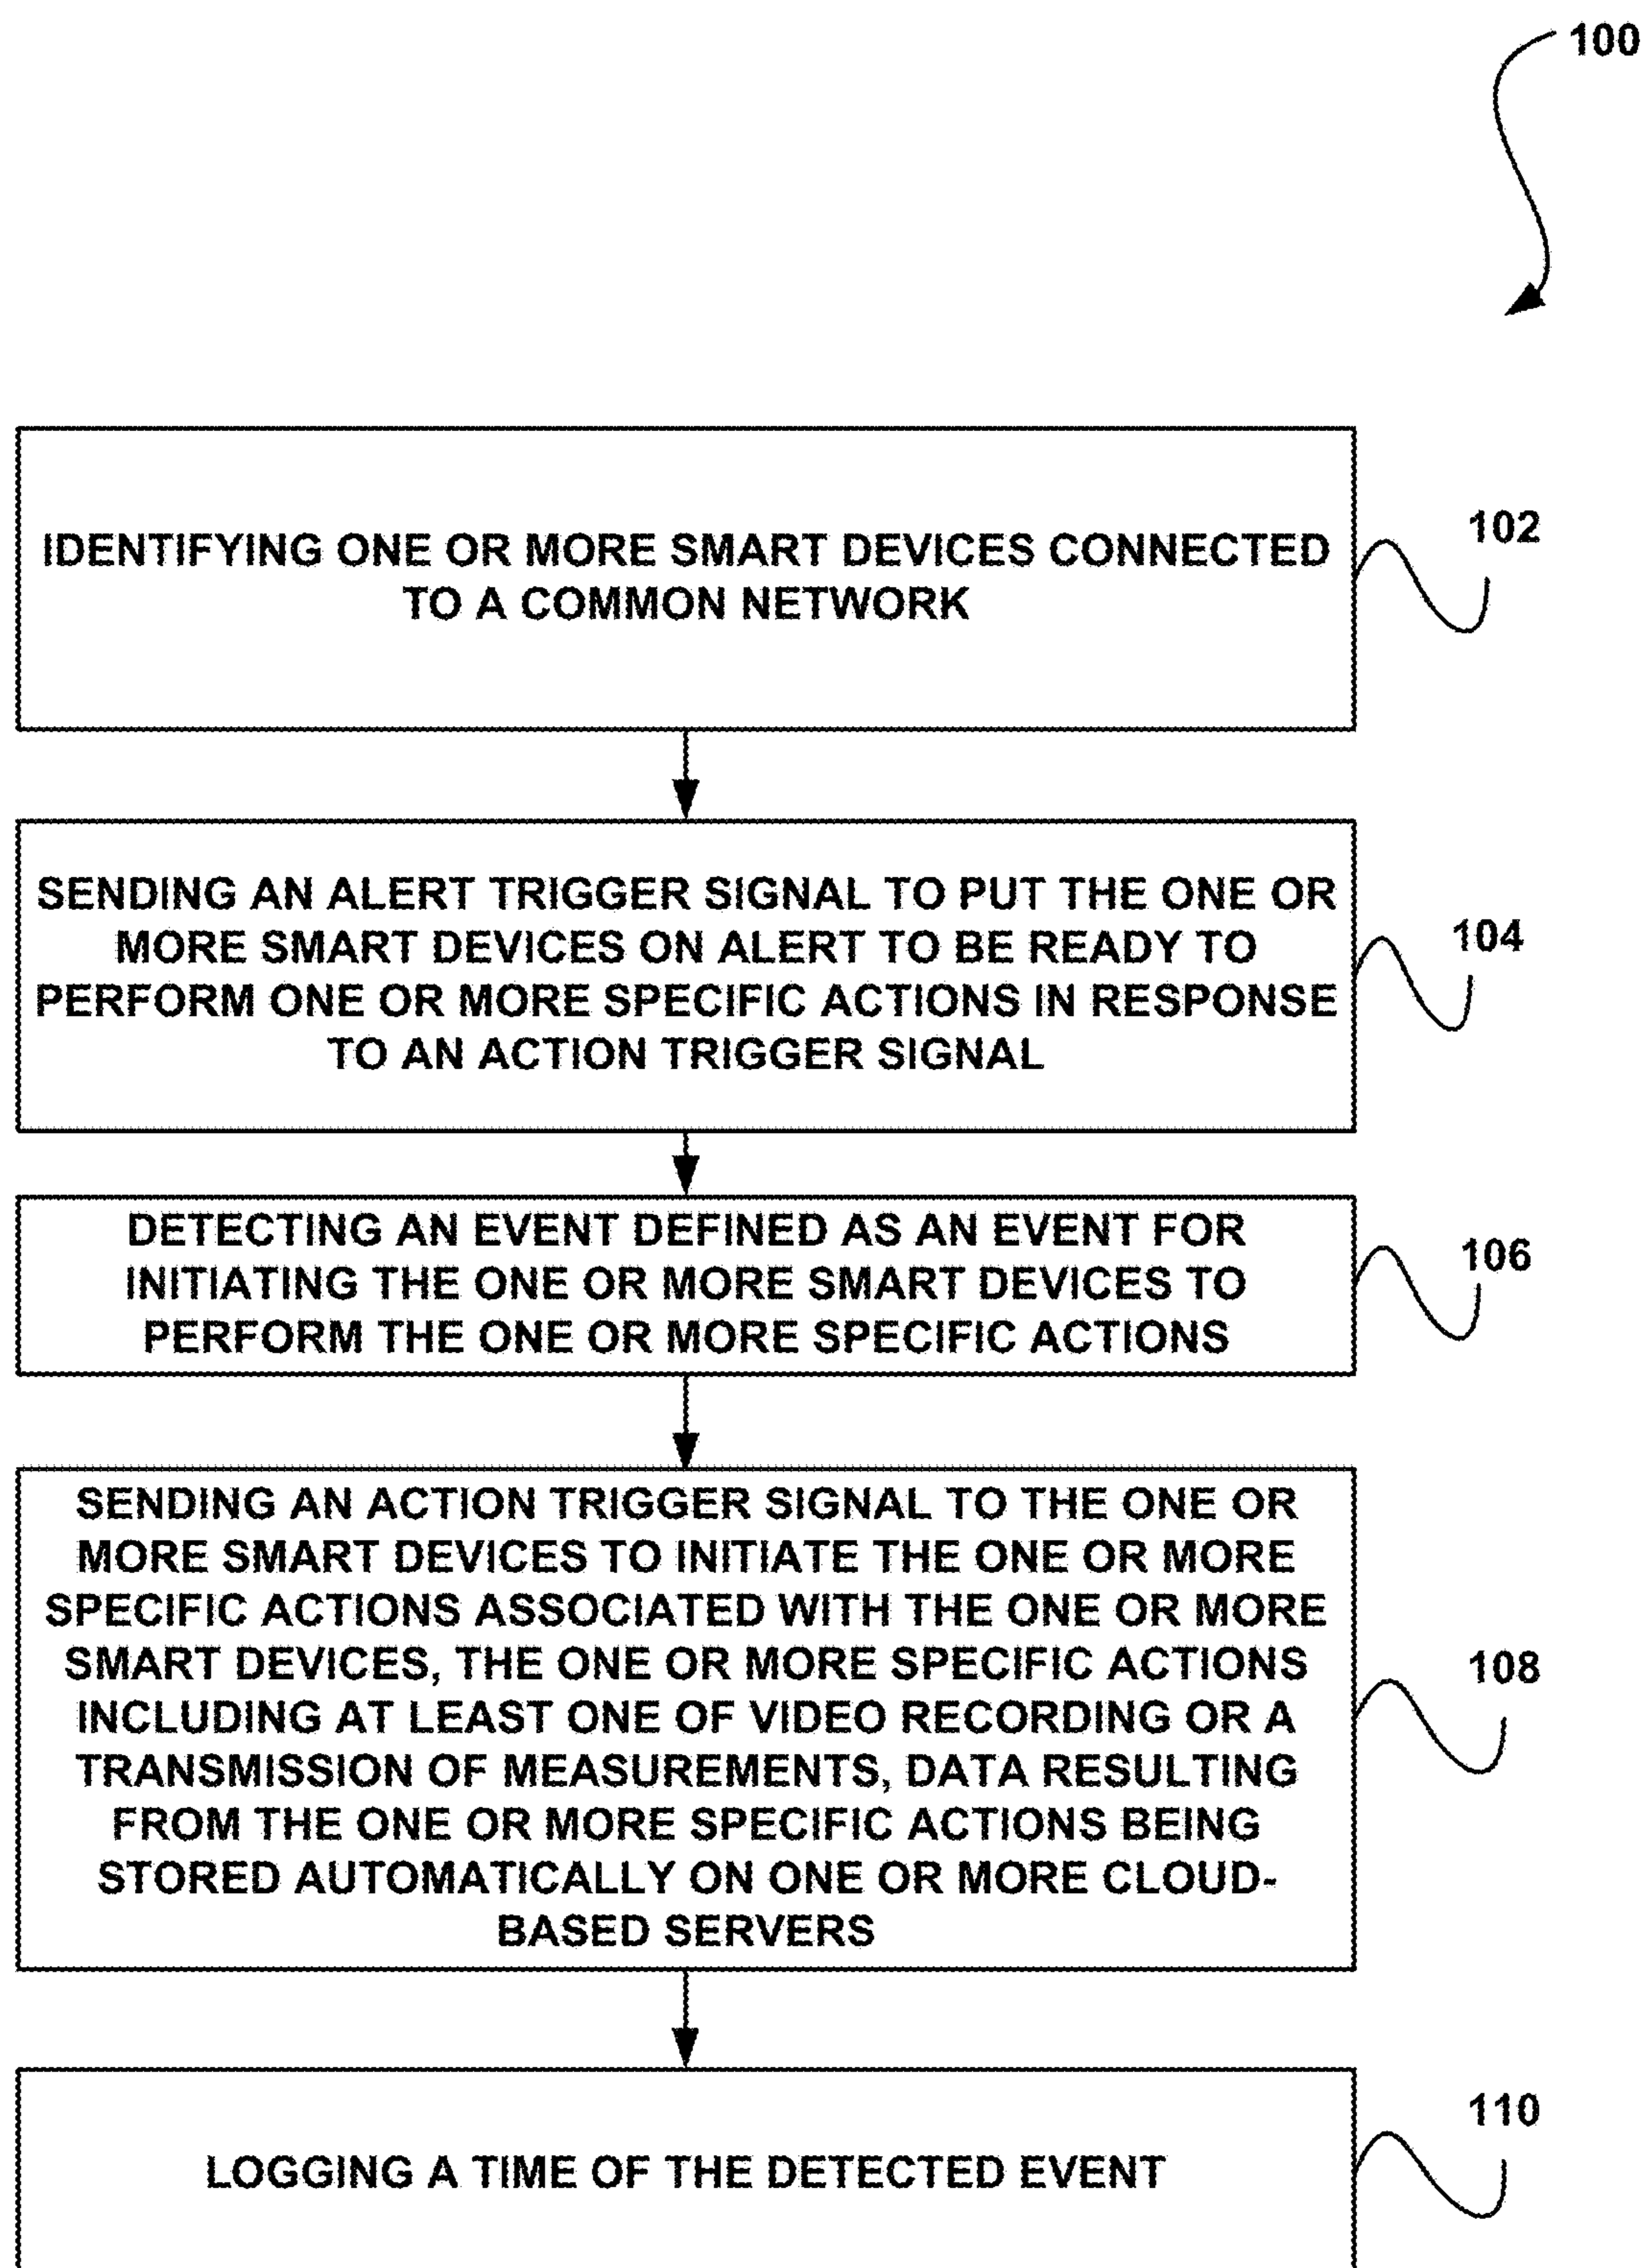 100
IDENTIFYING ONE OR MORE SMART DEVICES CONNECTED
TO A COMMON NETWORK
102
SENDING AN ALERT TRIGGER SIGNAL TO PUT THE ONE OR
MORE SMART DEVICES ON ALERT TO BE READY TO
PERFORM ONE OR MORE SPECIFIC ACTIONS IN RESPONSE
TO AN ACTION TRIGGER SIGNAL
104
DETECTING AN EVENT DEFINED AS AN EVENT FOR
INITIATING THE ONE OR MORE SMART DEVICES TO
PERFORM THE ONE OR MORE SPECIFIC ACTIONS
106
SENDING AN ACTION TRIGGER SIGNAL TO THE ONE OR
MORE SMART DEVICES TO INITIATE THE ONE OR MORE
SPECIFIC ACTIONS ASSOCIATED WITH THE ONE OR MORE
SMART DEVICES, THE ONE OR MORE SPECIFIC ACTIONS
INCLUDING AT LEAST ONE OF VIDEO RECORDING OR A
TRANSMISSION OF MEASUREMENTS, DATA RESULTING
FROM THE ONE OR MORE SPECIFIC ACTIONS BEING
STORED AUTOMATICALLY ON ONE OR MORE CLOUD-
BASED SERVERS
108
LOGGING A TIME OF THE DETECTED EVENT
110